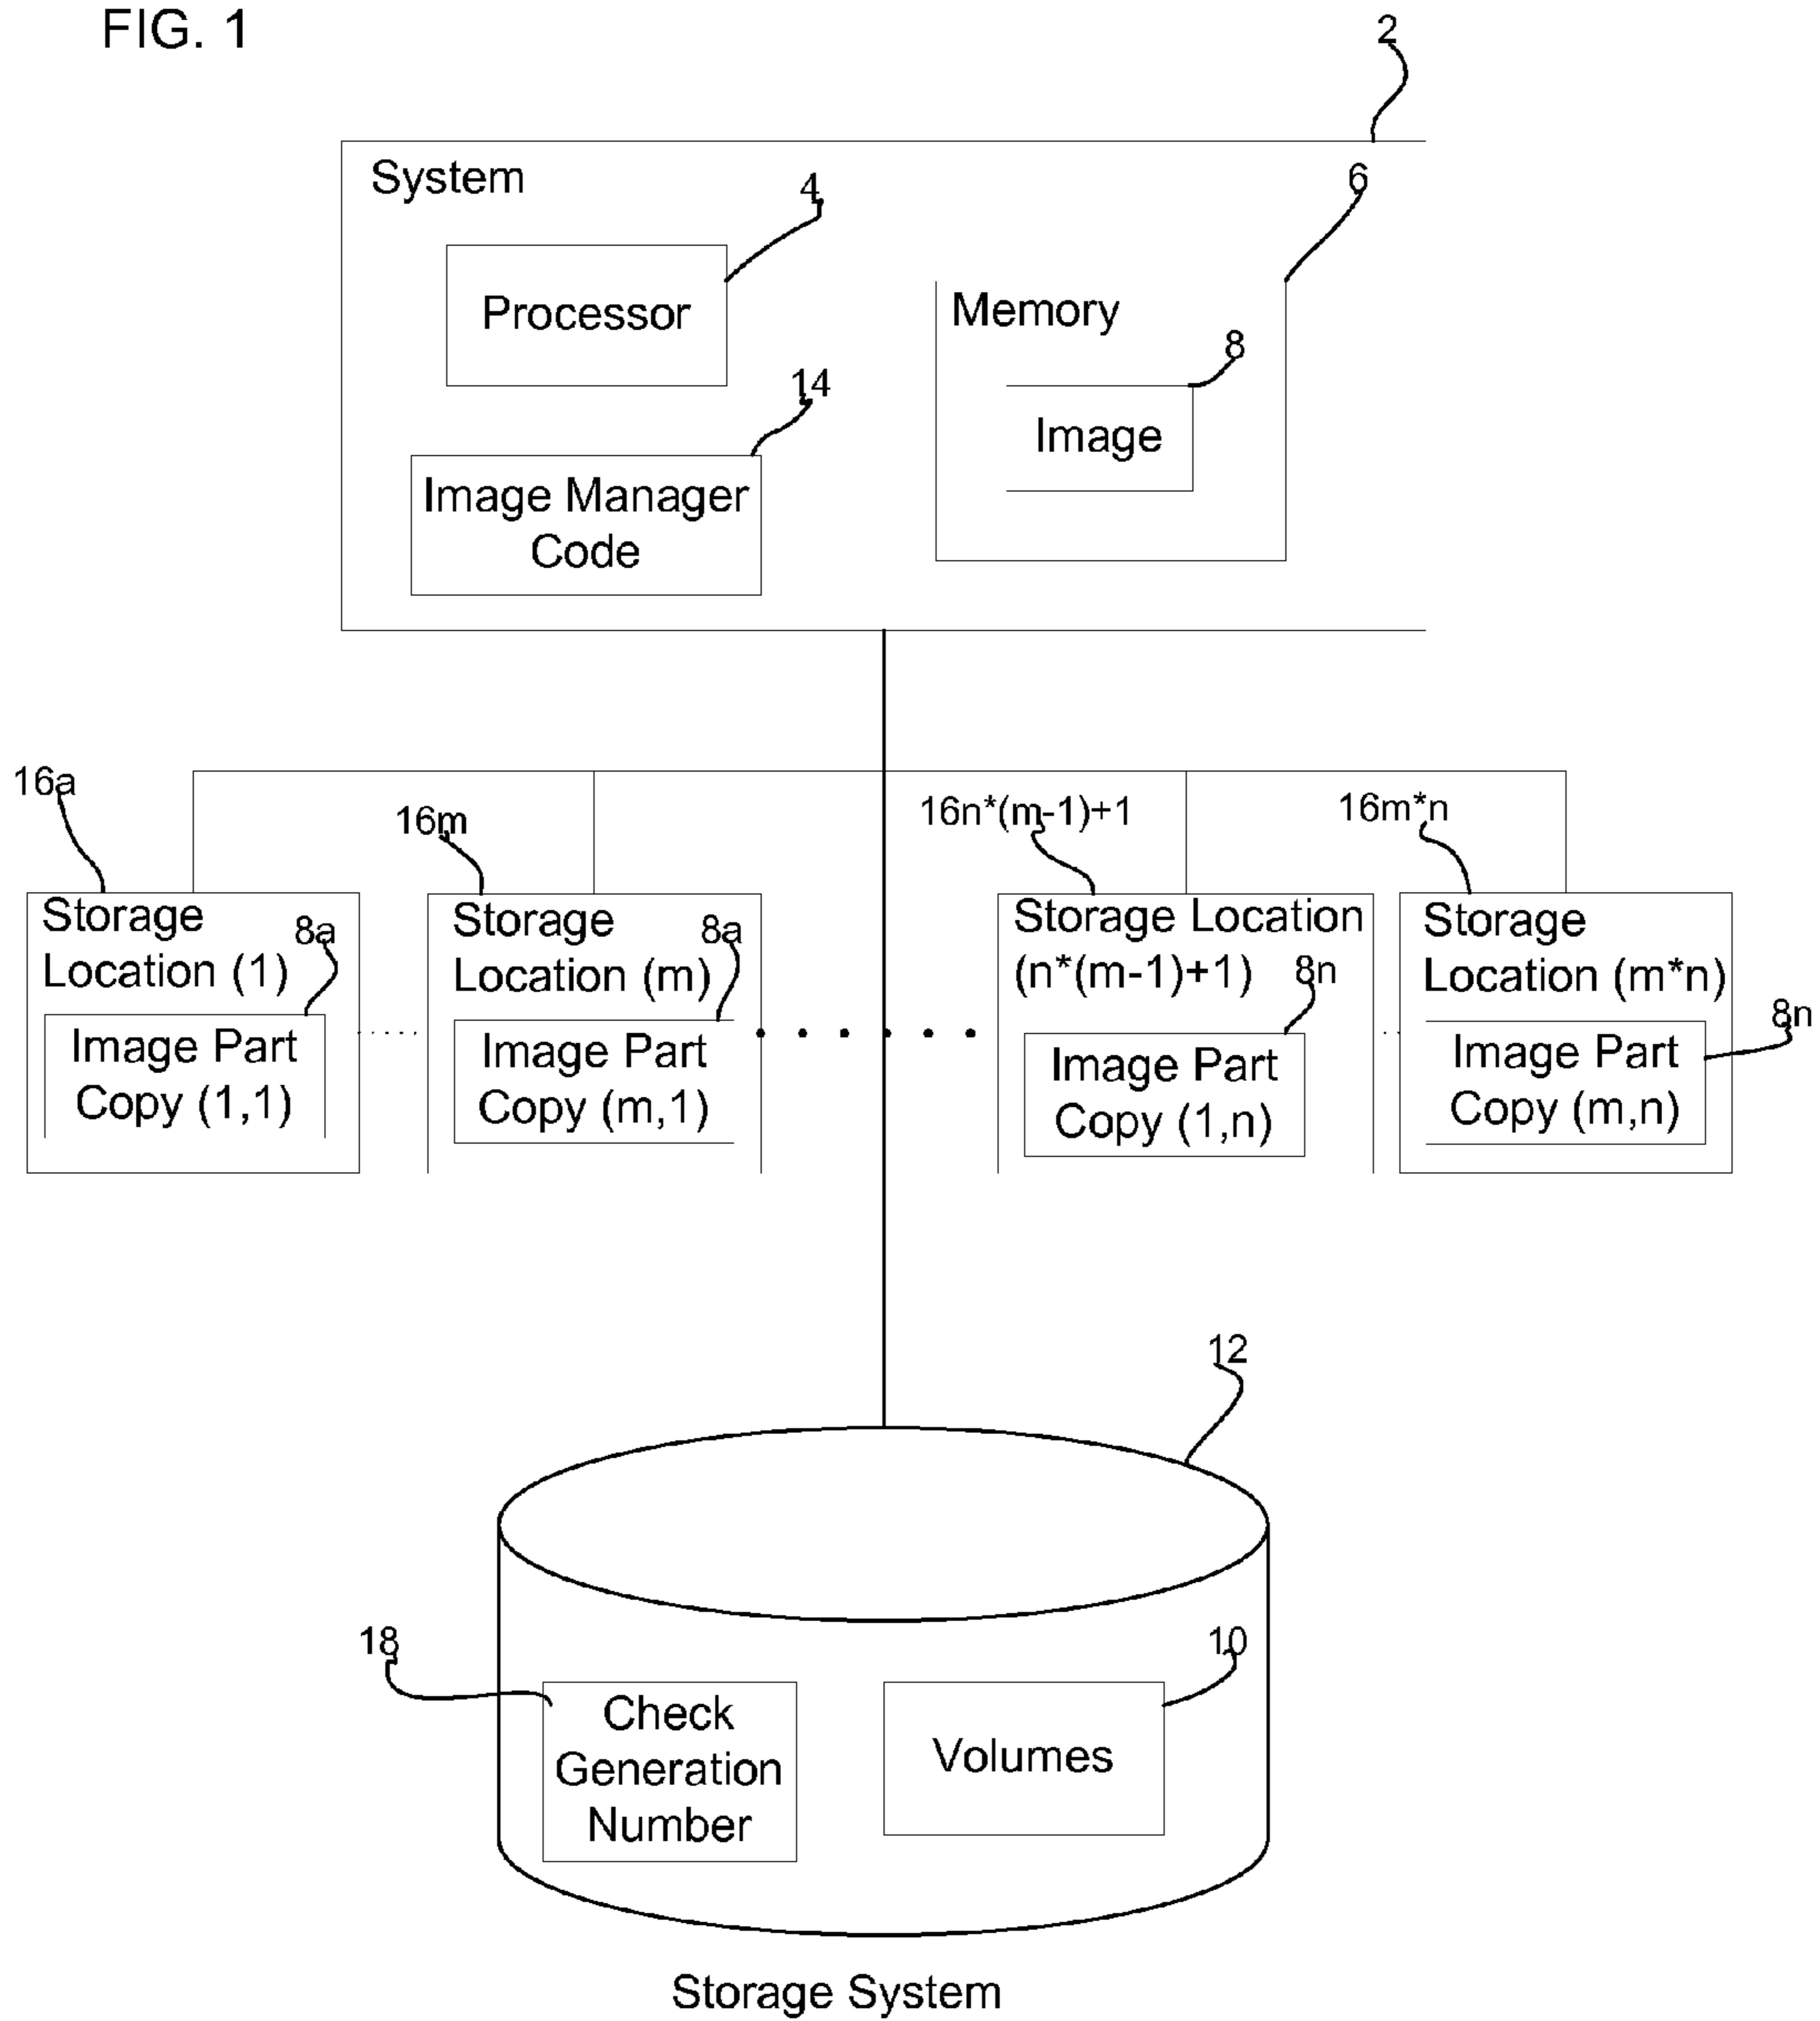 FIG. 1
2
System
4
6
Processor
Memory
8
14
Image
Image Manager
Code
16a
16m
16n*(m-1)+1
16m*n
Storage
Location (1)
8a
Image Part
Copy (1,1)
Storage
Location (m)
8a
Image Part
Copy (m,1)
Storage Location
(n*(m-1)+1)
8n
Image Part
Copy (1,n)
Storage
Location (m*n)
8n
Image Part
Copy (m,n)
12
18
10
Check
Generation
Number
Volumes
Storage System